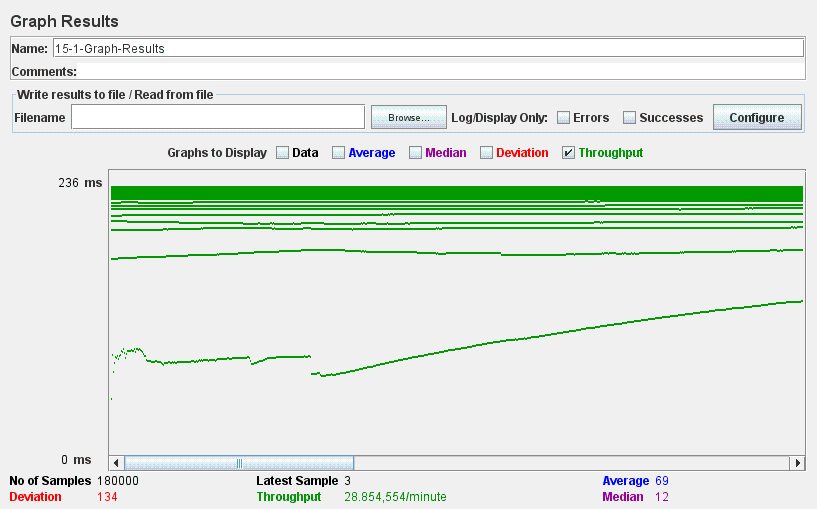 Graph Results
Name: 15-1-Graph-Results
Comments:
Write results to file / Read from file
Filename Browse... Log/Display Only: Errors Successes Configure
Graphs to Display Data Average Median Deviation Throughput
236 ms
0 ms
No of Samples 180000 Latest Sample 3 Average 69
Deviation 134 Throughput 28.854,554/minute Median 12